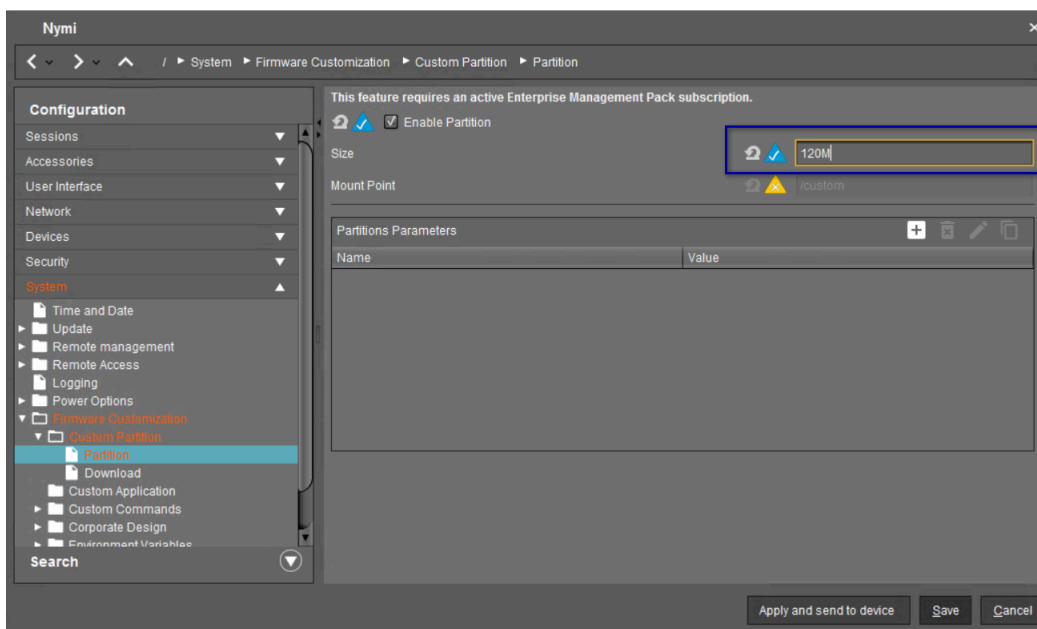 Nymi
/ System Firmware Customization Custom Partition Partition
Configuration
Sessions
Accessories
User Interface
Network
Devices
Security
System
Time and Date
Update
Remote management
Remote Access
Logging
Power Options
Firmware Customization
Custom Partition
Partition
Download
Custom Application
Custom Commands
Corporate Design
Environment Variables
Search
This feature requires an active Enterprise Management Pack subscription.
Enable Partition
Size 120M
Mount Point /custom
Partitions Parameters
Name Value
Apply and send to device Save Cancel